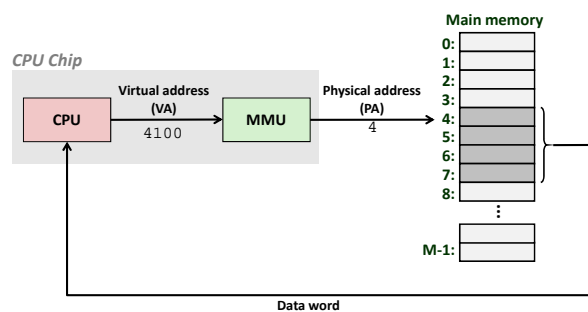 Main memory
0:
1:
2:
3:
4:
5:
6:
7:
8:
⋮
M-1:
CPU Chip
Virtual address
(VA)
4100
CPU
MMU
Physical address
(PA)
4
Data word